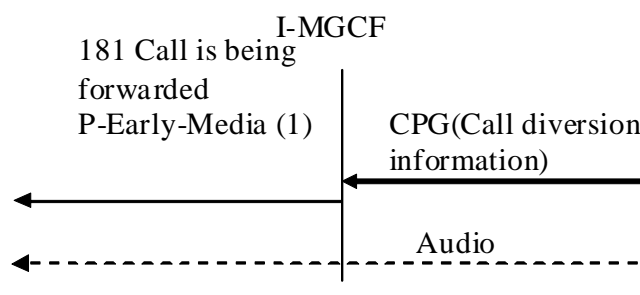 I-MGCF
181 Call is being
forwarded
P-Early-Media (1)
CPG(Call diversion
information)
Audio